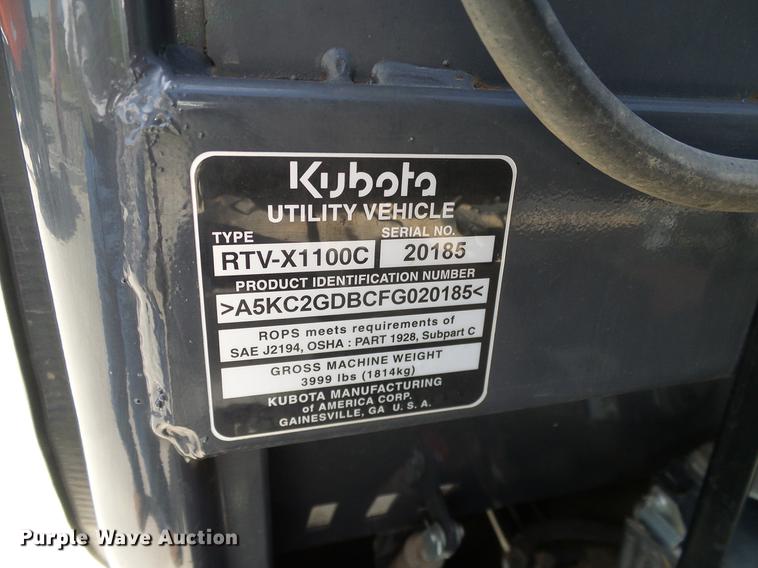 Kubota
UTILITY VEHICLE
TYPE SERIAL NO.
RTV-X1100C 20185
PRODUCT IDENTIFICATION NUMBER
>A5KC2GDBCFG020185<
ROPS meets requirements of
SAE J2194, OSHA : PART 1928, Subpart C
GROSS MACHINE WEIGHT
3999 lbs (1814kg)
KUBOTA MANUFACTURING
of AMERICA CORP.
GAINESVILLE, GA U. S. A.
Purple Wave Auction